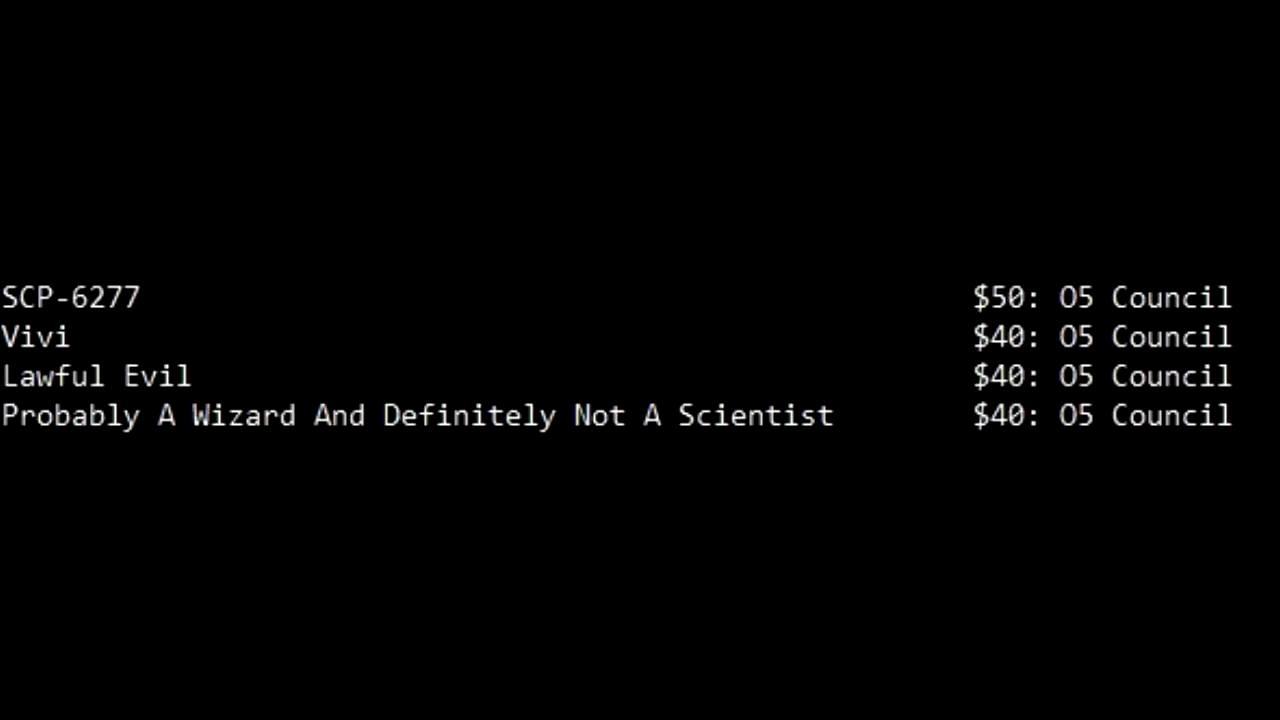 SCP-6277 $50: O5 Council
Vivi $40: O5 Council
Lawful Evil $40: O5 Council
Probably A Wizard And Definitely Not A Scientist $40: O5 Council